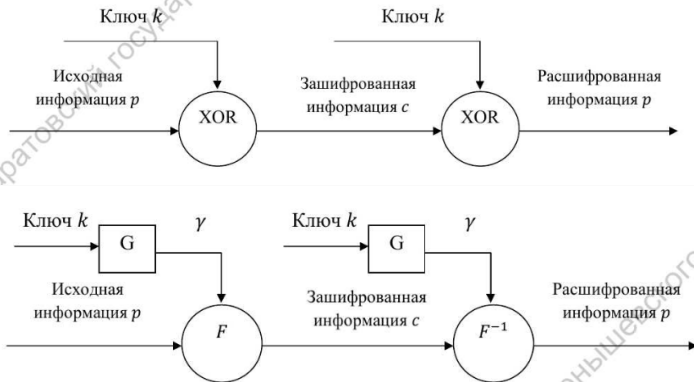 Ключ k
Ключ k
Исходная
информация p
XOR
Зашифрованная
информация c
XOR
Расшифрованная
информация p
Ключ k
G
γ
Ключ k
G
γ
Исходная
информация p
F
Зашифрованная
информация c
F⁻¹
Расшифрованная
информация p